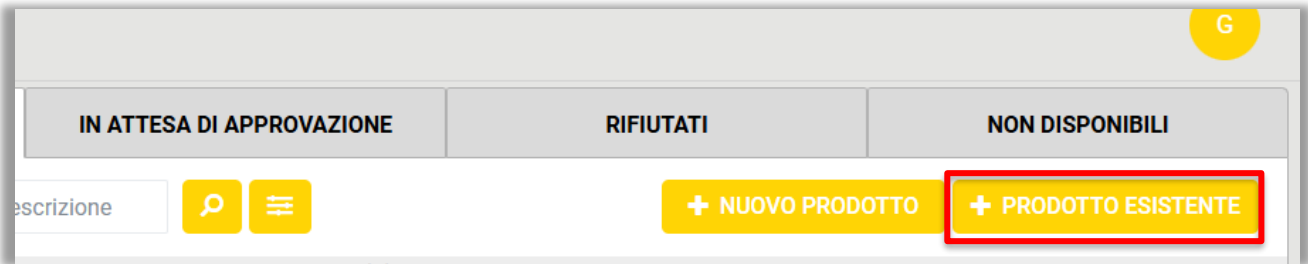 G
IN ATTESA DI APPROVAZIONE RIFIUTATI NON DISPONIBILI
escrizione NUOVO PRODOTTO PRODOTTO ESISTENTE